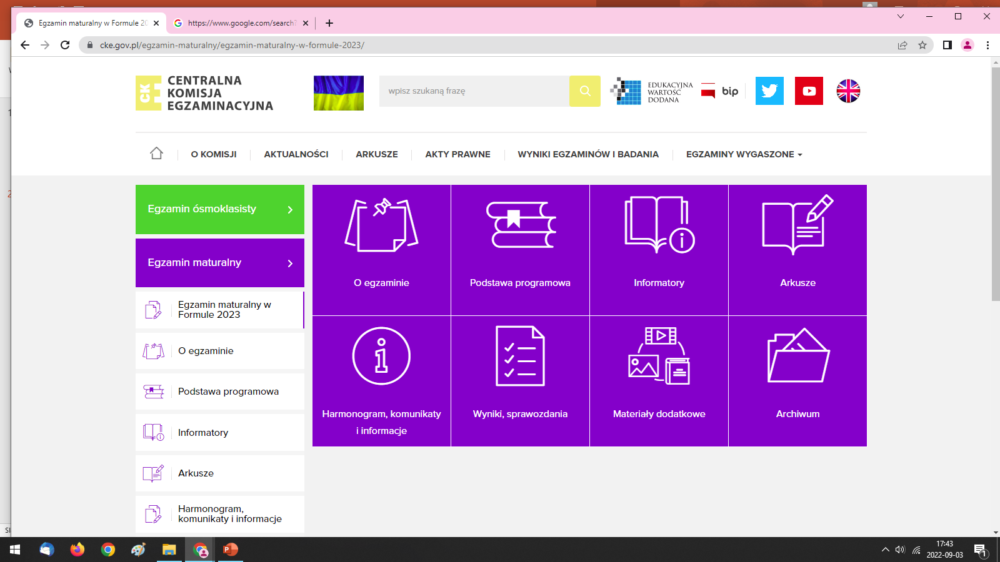 Egzamin maturalny w Formule 20
https://www.google.com/search?
cke.gov.pl/egzamin-maturalny/egzamin-maturalny-w-formule-2023/
CKE
CENTRALNA
KOMISJA
EGZAMINACYJNA
wpisz szukaną frazę
EDUKACYJNA
WARTOŚĆ
DODANA
bip
O KOMISJI
AKTUALNOŚCI
ARKUSZE
AKTY PRAWNE
WYNIKI EGZAMINÓW I BADANIA
EGZAMINY WYGASZONE
Egzamin ósmoklasisty
Egzamin maturalny
Egzamin maturalny w
Formule 2023
O egzaminie
Podstawa programowa
Informatory
Arkusze
Harmonogram,
komunikaty i informacje
O egzaminie
Podstawa programowa
Informatory
Arkusze
Harmonogram, komunikaty
i informacje
Wyniki, sprawozdania
Materiały dodatkowe
Archiwum
17:43
2022-09-03
1